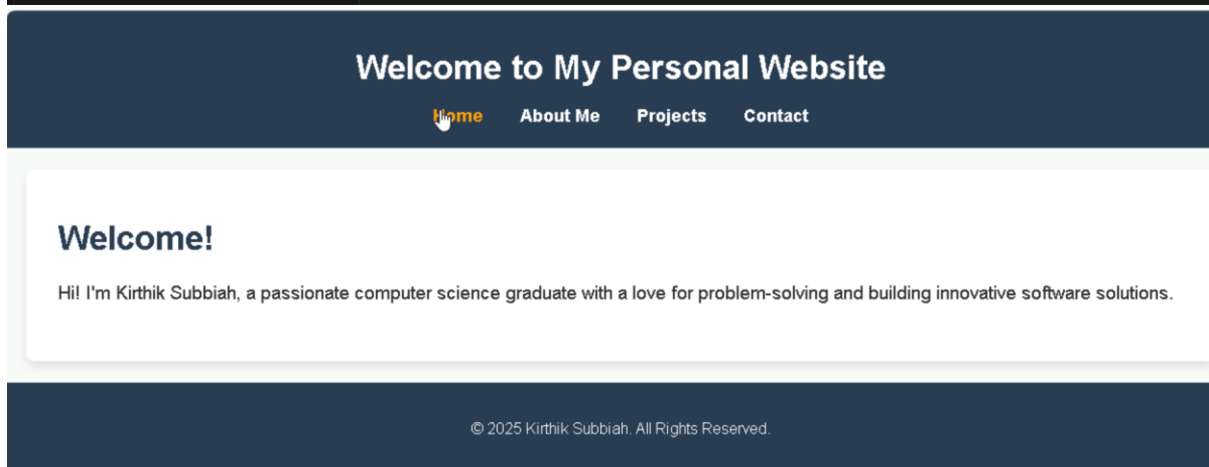 Welcome to My Personal Website
Home About Me Projects Contact
Welcome!
Hi! I'm Kirthik Subbiah, a passionate computer science graduate with a love for problem-solving and building innovative software solutions.
© 2025 Kirthik Subbiah. All Rights Reserved.